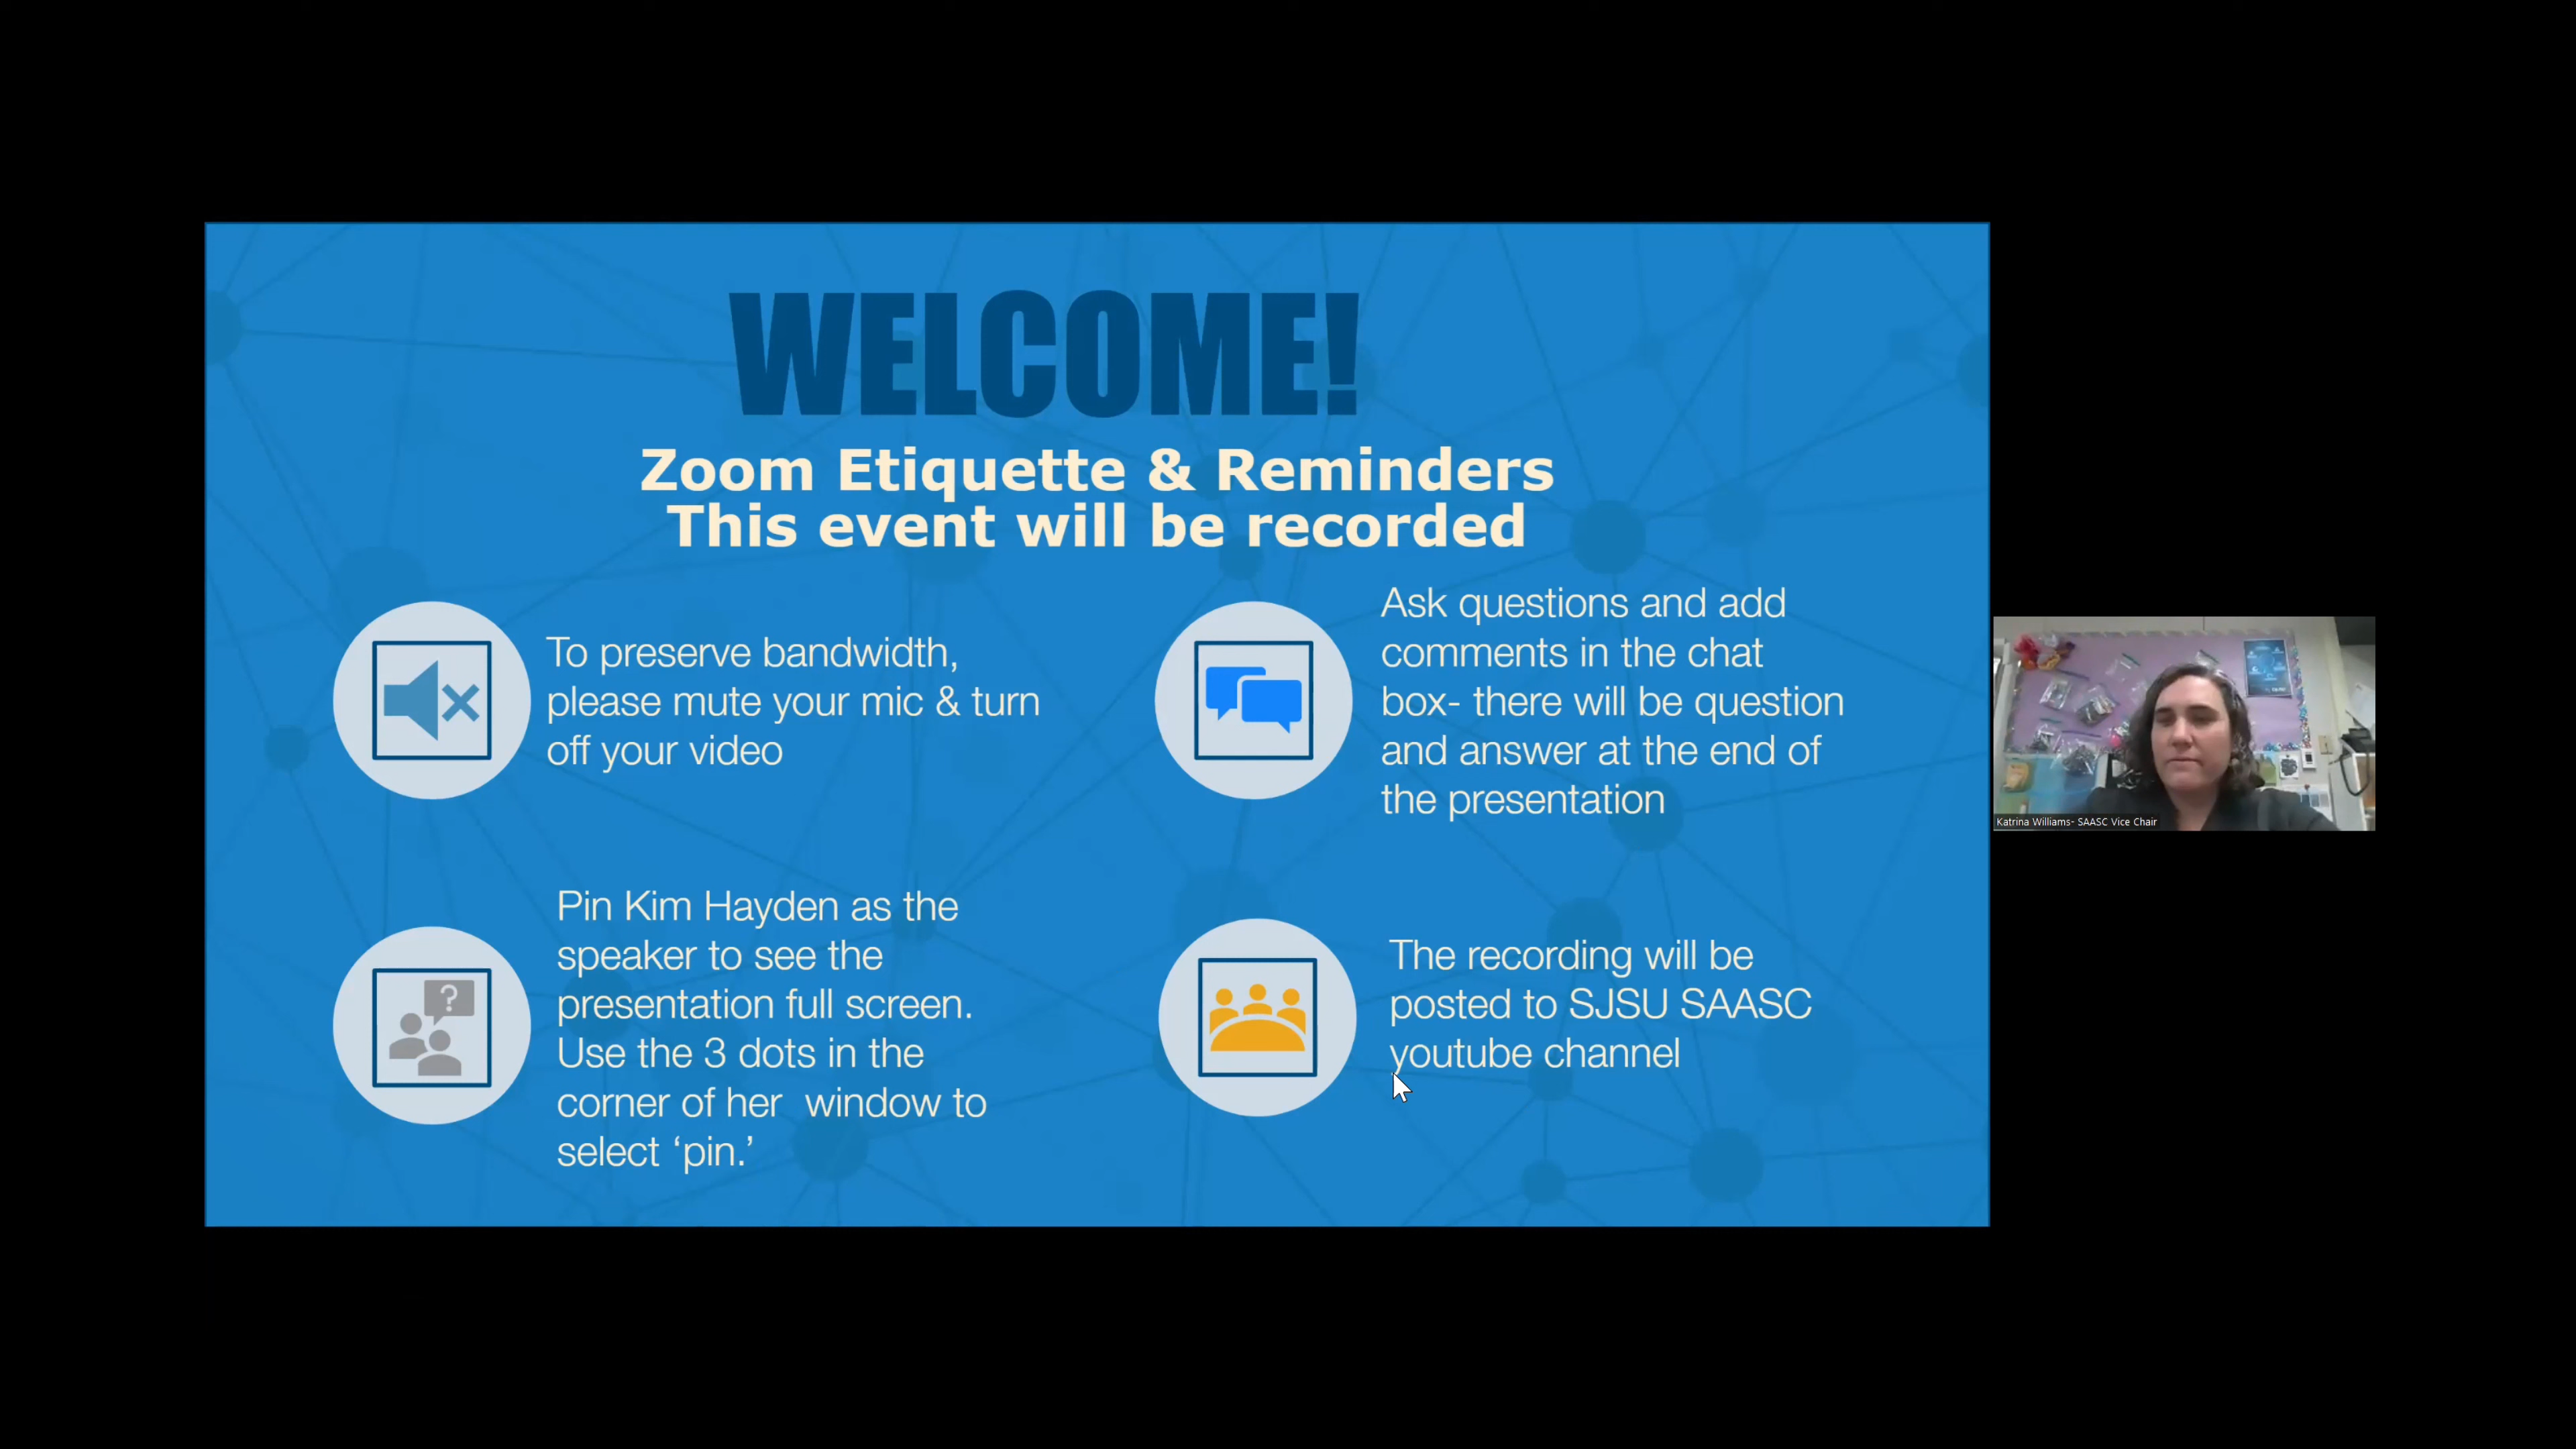 WELCOME!
Zoom Etiquette & Reminders
This event will be recorded
To preserve bandwidth,
please mute your mic & turn
off your video
Ask questions and add
comments in the chat
box- there will be question
and answer at the end of
the presentation
Pin Kim Hayden as the
speaker to see the
presentation full screen.
Use the 3 dots in the
corner of her  window to
select ‘pin.’
The recording will be
posted to SJSU SAASC
youtube channel
?
Katrina Williams- SAASC Vice Chair